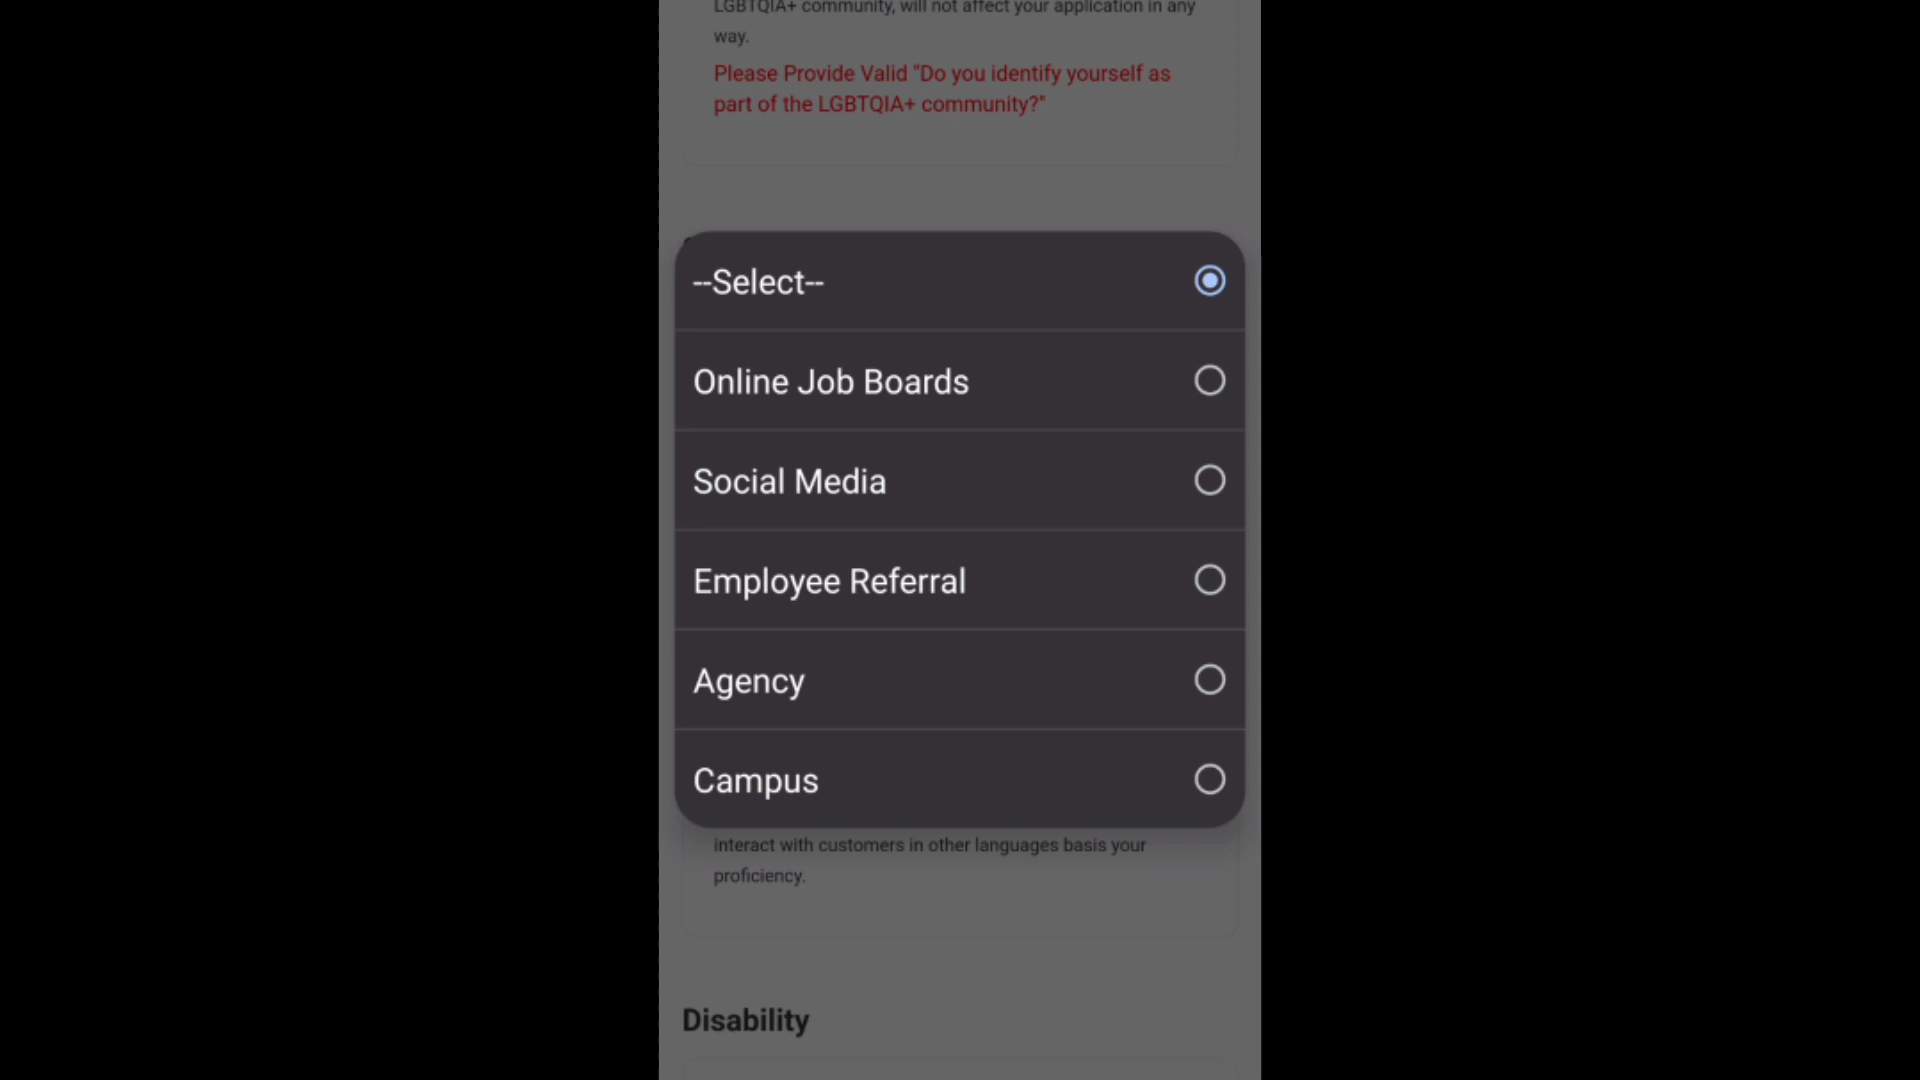 LGBTQIA+ community, will not affect your application in any
way.
Please Provide Valid "Do you identify yourself as
part of the LGBTQIA+ community?"
--Select--
Online Job Boards
Social Media
Employee Referral
Agency
Campus
interact with customers in other languages basis your
proficiency.
Disability